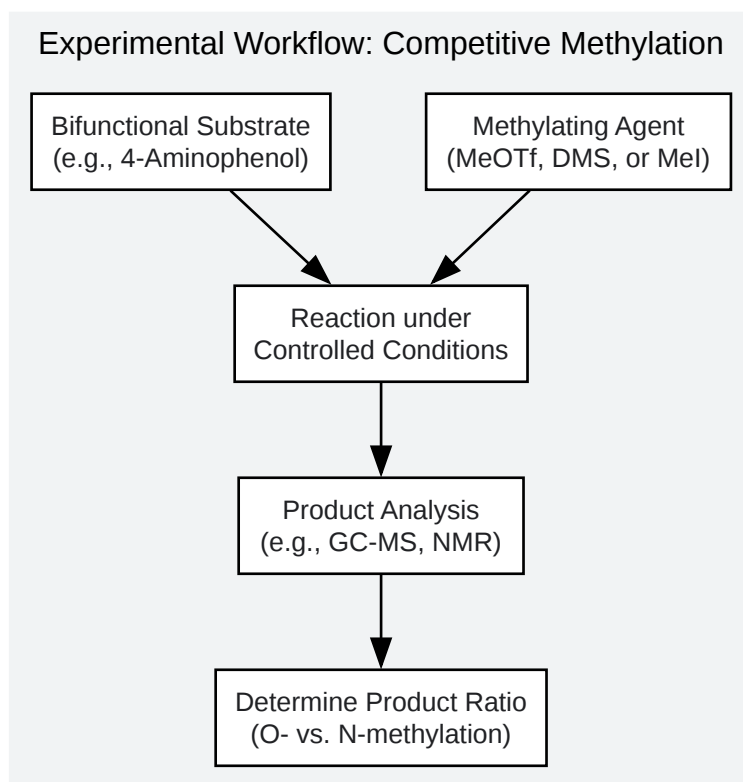 Experimental Workflow: Competitive Methylation
Bifunctional Substrate
(e.g., 4-Aminophenol)
Methylating Agent
(MeOTf, DMS, or MeI)
Reaction under
Controlled Conditions
Product Analysis
(e.g., GC-MS, NMR)
Determine Product Ratio
(O- vs. N-methylation)